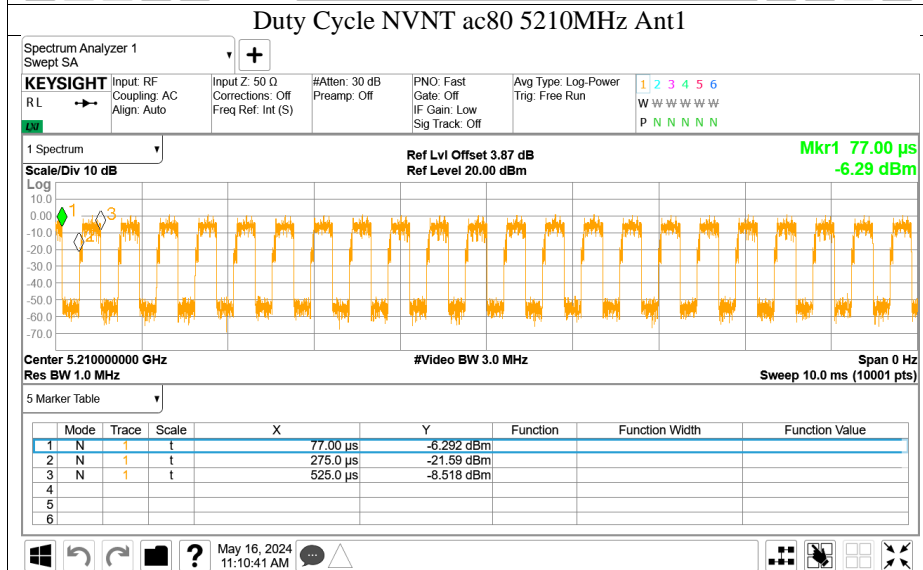 Duty Cycle NVNT ac80 5210MHz Ant1
Spectrum Analyzer 1
Swept SA
+
KEYSIGHT
R L
LXI
Input: RF
Coupling: AC
Align: Auto
Input Z: 50 Ω
Corrections: Off
Freq Ref: Int (S)
#Atten: 30 dB
Preamp: Off
PNO: Fast
Gate: Off
IF Gain: Low
Sig Track: Off
Avg Type: Log-Power
Trig: Free Run
1 2 3 4 5 6
W W W W W W
P N N N N N
1 Spectrum
Scale/Div 10 dB
Ref Lvl Offset 3.87 dB
Ref Level 20.00 dBm
Mkr1 77.00 µs
-6.29 dBm
Log
10.0
0.00
-10.0
-20.0
-30.0
-40.0
-50.0
-60.0
-70.0
1
2
3
Center 5.210000000 GHz
Res BW 1.0 MHz
#Video BW 3.0 MHz
Span 0 Hz
Sweep 10.0 ms (10001 pts)
5 Marker Table
Mode Trace Scale X Y Function Function Width Function Value
1 N 1 t 77.00 µs -6.292 dBm
2 N 1 t 275.0 µs -21.59 dBm
3 N 1 t 525.0 µs -8.518 dBm
4
5
6
?
May 16, 2024
11:10:41 AM